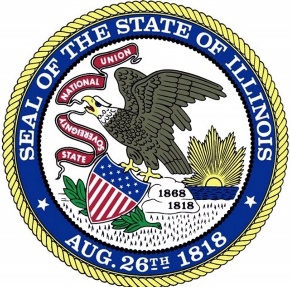 SEAL OF THE STATE OF ILLINOIS
AUG. 26TH 1818
STATE
SOVEREIGNTY
NATIONAL
UNION
1868
1818